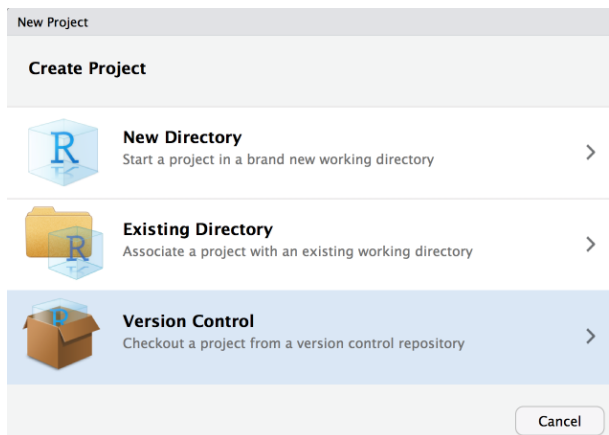 New Project
Create Project
R
New Directory
Start a project in a brand new working directory
R
Existing Directory
Associate a project with an existing working directory
R
Version Control
Checkout a project from a version control repository
Cancel